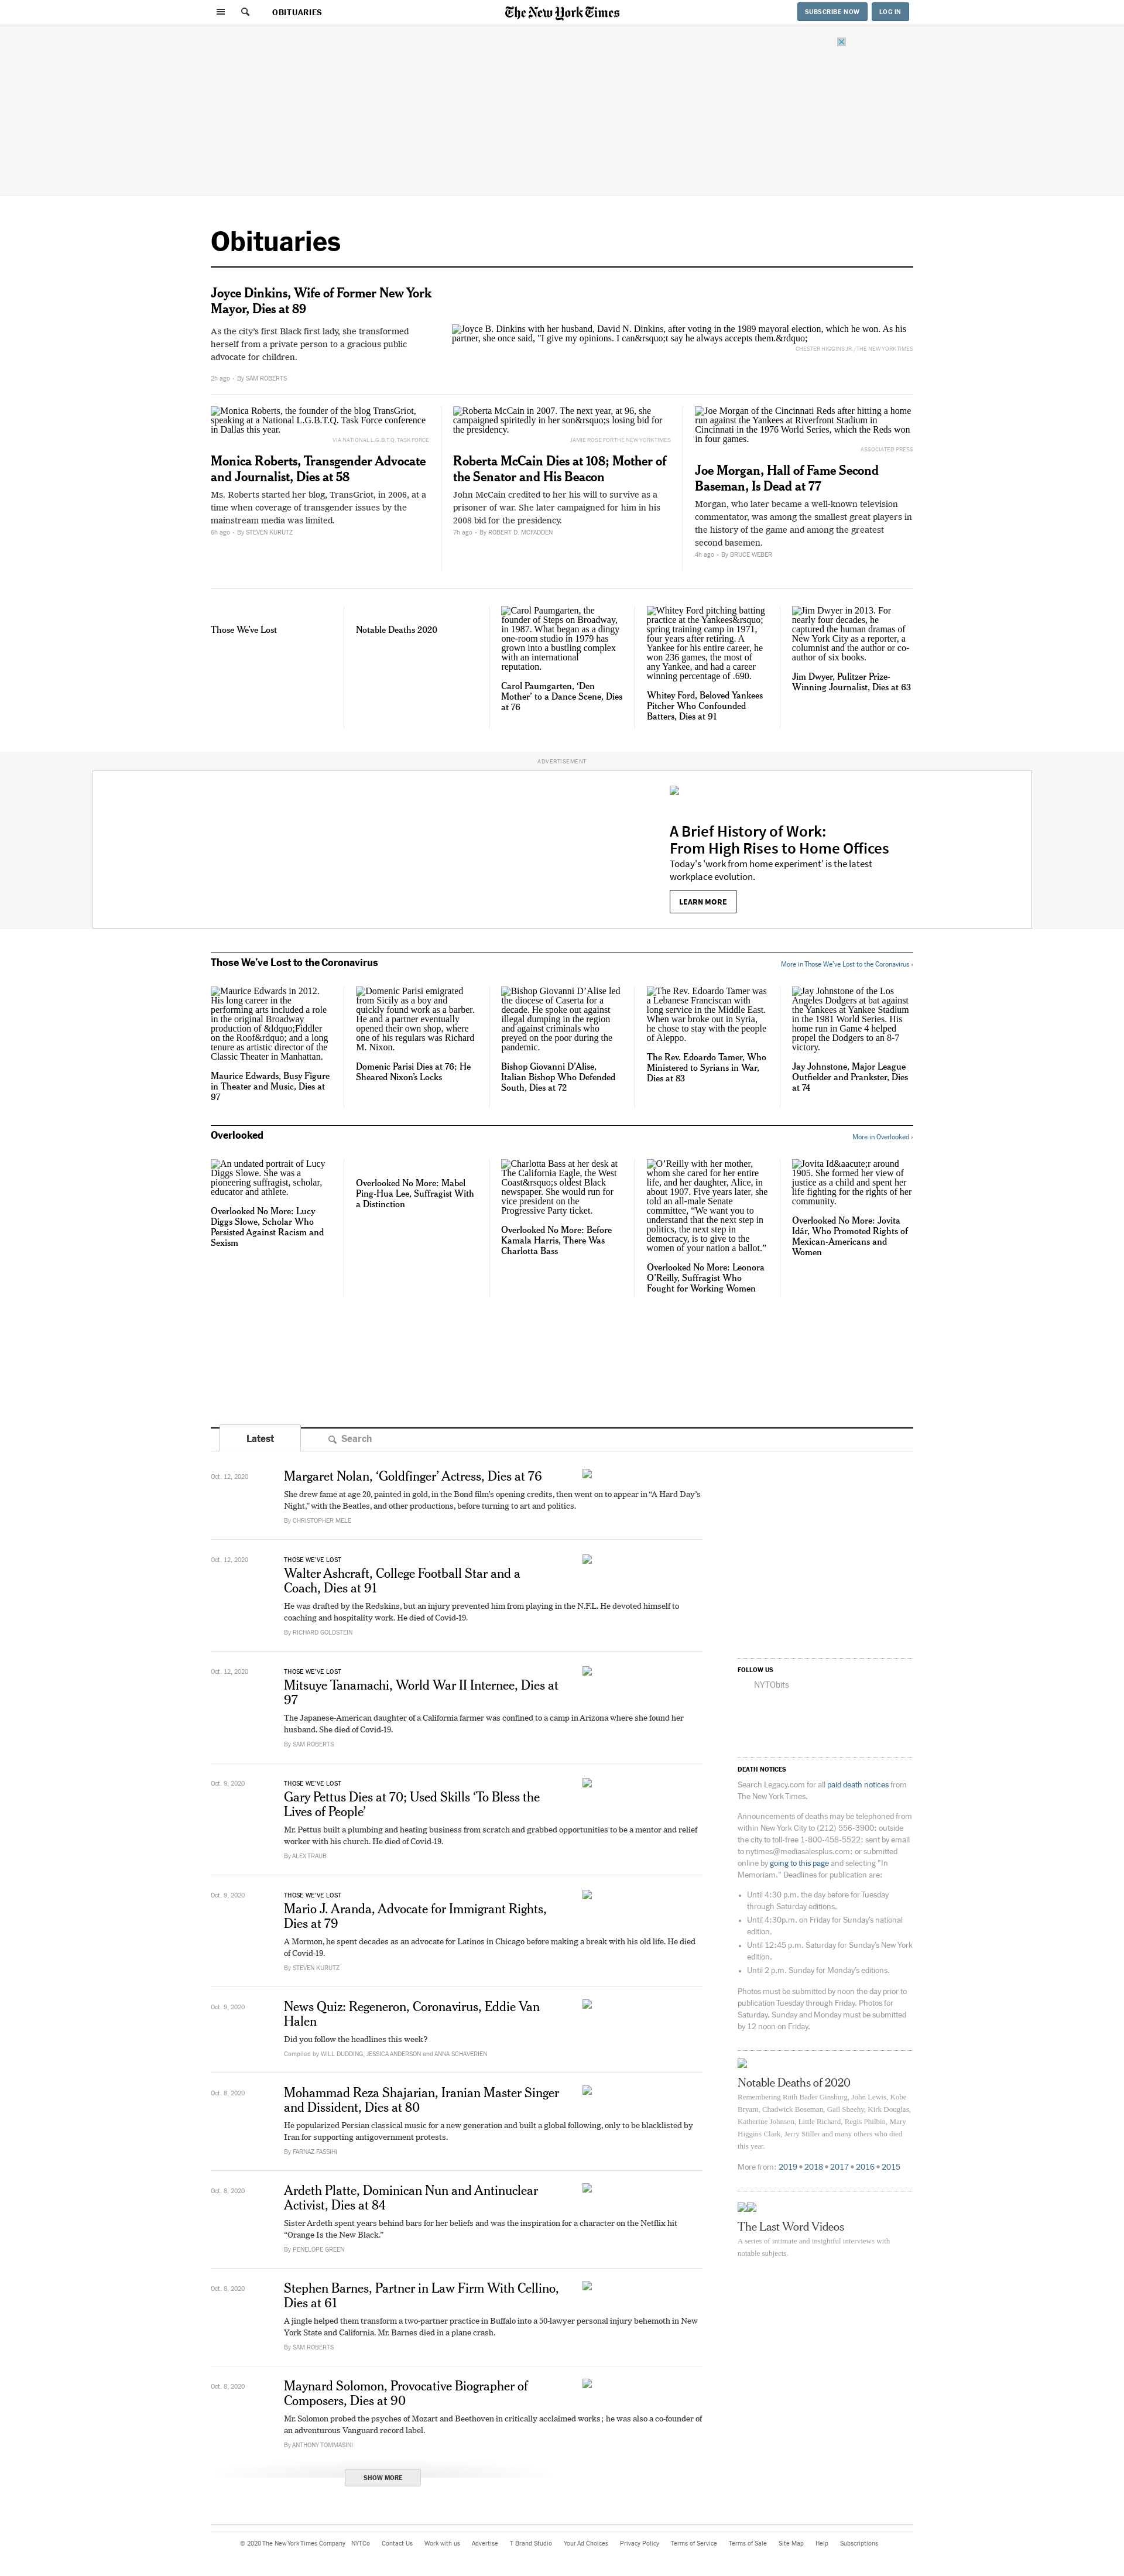 OBITUARIES
The New York Times
SUBSCRIBE NOW
LOG IN
Obituaries
Joyce Dinkins, Wife of Former New York
Mayor, Dies at 89
As the city's first Black first lady, she transformed
herself from a private person to a gracious public
advocate for children.
2h ago - By SAM ROBERTS
Joyce B. Dinkins with her husband, David N. Dinkins, after voting in the 1989 mayoral election, which he won. As his
partner, she once said, "I give my opinions. I can&rsquo;t say he always accepts them.&rdquo;
CHESTER HIGGINS JR./THE NEW YORK TIMES
Monica Roberts, the founder of the blog TransGriot,
speaking at a National L.G.B.T.Q. Task Force conference
in Dallas this year.
VIA NATIONAL L.G.B.T.Q. TASK FORCE
Monica Roberts, Transgender Advocate
and Journalist, Dies at 58
Ms. Roberts started her blog, TransGriot, in 2006, at a
time when coverage of transgender issues by the
mainstream media was limited.
6h ago - By STEVEN KURUTZ
Roberta McCain in 2007. The next year, at 96, she
campaigned spiritedly in her son&rsquo;s losing bid for
the presidency.
JAMIE ROSE FOR THE NEW YORK TIMES
Roberta McCain Dies at 108; Mother of
the Senator and His Beacon
John McCain credited to her his will to survive as a
prisoner of war. She later campaigned for him in his
2008 bid for the presidency.
7h ago - By ROBERT D. MCFADDEN
Joe Morgan of the Cincinnati Reds after hitting a home
run against the Yankees at Riverfront Stadium in
Cincinnati in the 1976 World Series, which the Reds won
in four games.
ASSOCIATED PRESS
Joe Morgan, Hall of Fame Second
Baseman, Is Dead at 77
Morgan, who later became a well-known television
commentator, was among the smallest great players in
the history of the game and among the greatest
second basemen.
4h ago - By BRUCE WEBER
Those We've Lost
Notable Deaths 2020
Carol Paumgarten, the
founder of Steps on Broadway,
in 1987. What began as a dingy
one-room studio in 1979 has
grown into a bustling complex
with an international
reputation.
Carol Paumgarten, ‘Den
Mother’ to a Dance Scene, Dies
at 76
Whitey Ford pitching batting
practice at the Yankees&rsquo;
spring training camp in 1971,
four years after retiring. A
Yankee for his entire career, he
won 236 games, the most of
any Yankee, and had a career
winning percentage of .690.
Whitey Ford, Beloved Yankees
Pitcher Who Confounded
Batters, Dies at 91
Jim Dwyer in 2013. For
nearly four decades, he
captured the human dramas of
New York City as a reporter, a
columnist and the author or co-
author of six books.
Jim Dwyer, Pulitzer Prize-
Winning Journalist, Dies at 63
ADVERTISEMENT
A Brief History of Work:
From High Rises to Home Offices
Today's 'work from home experiment' is the latest
workplace evolution.
LEARN MORE
Those We've Lost to the Coronavirus
More in Those We've Lost to the Coronavirus ›
Maurice Edwards in 2012.
His long career in the
performing arts included a role
in the original Broadway
production of &ldquo;Fiddler
on the Roof&rdquo; and a long
tenure as artistic director of the
Classic Theater in Manhattan.
Maurice Edwards, Busy Figure
in Theater and Music, Dies at
97
Domenic Parisi emigrated
from Sicily as a boy and
quickly found work as a barber.
He and a partner eventually
opened their own shop, where
one of his regulars was Richard
M. Nixon.
Domenic Parisi Dies at 76; He
Sheared Nixon's Locks
Bishop Giovanni D’Alise led
the diocese of Caserta for a
decade. He spoke out against
illegal dumping in the region
and against criminals who
preyed on the poor during the
pandemic.
Bishop Giovanni D’Alise,
Italian Bishop Who Defended
South, Dies at 72
The Rev. Edoardo Tamer was
a Lebanese Franciscan with
long service in the Middle East.
When war broke out in Syria,
he chose to stay with the people
of Aleppo.
The Rev. Edoardo Tamer, Who
Ministered to Syrians in War,
Dies at 83
Jay Johnstone of the Los
Angeles Dodgers at bat against
the Yankees at Yankee Stadium
in the 1981 World Series. His
home run in Game 4 helped
propel the Dodgers to an 8-7
victory.
Jay Johnstone, Major League
Outfielder and Prankster, Dies
at 74
Overlooked
More in Overlooked ›
An undated portrait of Lucy
Diggs Slowe. She was a
pioneering suffragist, scholar,
educator and athlete.
Overlooked No More: Lucy
Diggs Slowe, Scholar Who
Persisted Against Racism and
Sexism
Overlooked No More: Mabel
Ping-Hua Lee, Suffragist With
a Distinction
Charlotta Bass at her desk at
The California Eagle, the West
Coast&rsquo;s oldest Black
newspaper. She would run for
vice president on the
Progressive Party ticket.
Overlooked No More: Before
Kamala Harris, There Was
Charlotta Bass
O’Reilly with her mother,
whom she cared for her entire
life, and her daughter, Alice, in
about 1907. Five years later, she
told an all-male Senate
committee, “We want you to
understand that the next step in
politics, the next step in
democracy, is to give to the
women of your nation a ballot.”
Overlooked No More: Leonora
O’Reilly, Suffragist Who
Fought for Working Women
Jovita Id&aacute;r around
1905. She formed her view of
justice as a child and spent her
life fighting for the rights of her
community.
Overlooked No More: Jovita
Idár, Who Promoted Rights of
Mexican-Americans and
Women
Latest
Search
Oct. 12, 2020
Margaret Nolan, ‘Goldfinger’ Actress, Dies at 76
She drew fame at age 20, painted in gold, in the Bond film's opening credits, then went on to appear in “A Hard Day's
Night,” with the Beatles, and other productions, before turning to art and politics.
By CHRISTOPHER MELE
Oct. 12, 2020
THOSE WE'VE LOST
Walter Ashcraft, College Football Star and a
Coach, Dies at 91
He was drafted by the Redskins, but an injury prevented him from playing in the N.F.L. He devoted himself to
coaching and hospitality work. He died of Covid-19.
By RICHARD GOLDSTEIN
Oct. 12, 2020
THOSE WE'VE LOST
Mitsuye Tanamachi, World War II Internee, Dies at
97
The Japanese-American daughter of a California farmer was confined to a camp in Arizona where she found her
husband. She died of Covid-19.
By SAM ROBERTS
Oct. 9, 2020
THOSE WE'VE LOST
Gary Pettus Dies at 70; Used Skills ‘To Bless the
Lives of People’
Mr. Pettus built a plumbing and heating business from scratch and grabbed opportunities to be a mentor and relief
worker with his church. He died of Covid-19.
By ALEX TRAUB
Oct. 9, 2020
THOSE WE'VE LOST
Mario J. Aranda, Advocate for Immigrant Rights,
Dies at 79
A Mormon, he spent decades as an advocate for Latinos in Chicago before making a break with his old life. He died
of Covid-19.
By STEVEN KURUTZ
Oct. 9, 2020
News Quiz: Regeneron, Coronavirus, Eddie Van
Halen
Did you follow the headlines this week?
Compiled by WILL DUDDING, JESSICA ANDERSON and ANNA SCHAVERIEN
Oct. 8, 2020
Mohammad Reza Shajarian, Iranian Master Singer
and Dissident, Dies at 80
He popularized Persian classical music for a new generation and built a global following, only to be blacklisted by
Iran for supporting antigovernment protests.
By FARNAZ FASSIHI
Oct. 8, 2020
Ardeth Platte, Dominican Nun and Antinuclear
Activist, Dies at 84
Sister Ardeth spent years behind bars for her beliefs and was the inspiration for a character on the Netflix hit
“Orange Is the New Black.”
By PENELOPE GREEN
Oct. 8, 2020
Stephen Barnes, Partner in Law Firm With Cellino,
Dies at 61
A jingle helped them transform a two-partner practice in Buffalo into a 50-lawyer personal injury behemoth in New
York State and California. Mr. Barnes died in a plane crash.
By SAM ROBERTS
Oct. 8, 2020
Maynard Solomon, Provocative Biographer of
Composers, Dies at 90
Mr. Solomon probed the psyches of Mozart and Beethoven in critically acclaimed works; he was also a co-founder of
an adventurous Vanguard record label.
By ANTHONY TOMMASINI
SHOW MORE
FOLLOW US
NYTObits
DEATH NOTICES
Search Legacy.com for all paid death notices from
The New York Times.
Announcements of deaths may be telephoned from
within New York City to (212) 556-3900; outside
the city to toll-free 1-800-458-5522; sent by email
to nytimes@mediasalesplus.com; or submitted
online by going to this page and selecting "In
Memoriam." Deadlines for publication are:
• Until 4:30 p.m. the day before for Tuesday
through Saturday editions.
• Until 4:30p.m. on Friday for Sunday's national
edition.
• Until 12:45 p.m. Saturday for Sunday's New York
edition.
• Until 2 p.m. Sunday for Monday's editions.
Photos must be submitted by noon the day prior to
publication Tuesday through Friday. Photos for
Saturday, Sunday and Monday must be submitted
by 12 noon on Friday.
Notable Deaths of 2020
Remembering Ruth Bader Ginsburg, John Lewis, Kobe
Bryant, Chadwick Boseman, Gail Sheehy, Kirk Douglas,
Katherine Johnson, Little Richard, Regis Philbin, Mary
Higgins Clark, Jerry Stiller and many others who died
this year.
More from: 2019 • 2018 • 2017 • 2016 • 2015
The Last Word Videos
A series of intimate and insightful interviews with
notable subjects.
© 2020 The New York Times Company NYTCo Contact Us Work with us Advertise T Brand Studio Your Ad Choices Privacy Policy Terms of Service Terms of Sale Site Map Help Subscriptions